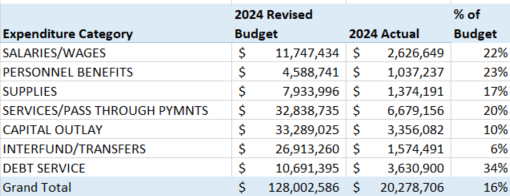 2024 Revised % of
Expenditure Category Budget 2024 Actual Budget
SALARIES/WAGES $ 11,747,434 $ 2,626,649 22%
PERSONNEL BENEFITS $ 4,588,741 $ 1,037,237 23%
SUPPLIES $ 7,933,996 $ 1,374,191 17%
SERVICES/PASS THROUGH PYMNTS $ 32,838,735 $ 6,679,156 20%
CAPITAL OUTLAY $ 33,289,025 $ 3,356,082 10%
INTERFUND/TRANSFERS $ 26,913,260 $ 1,574,491 6%
DEBT SERVICE $ 10,691,395 $ 3,630,900 34%
Grand Total $ 128,002,586 $ 20,278,706 16%